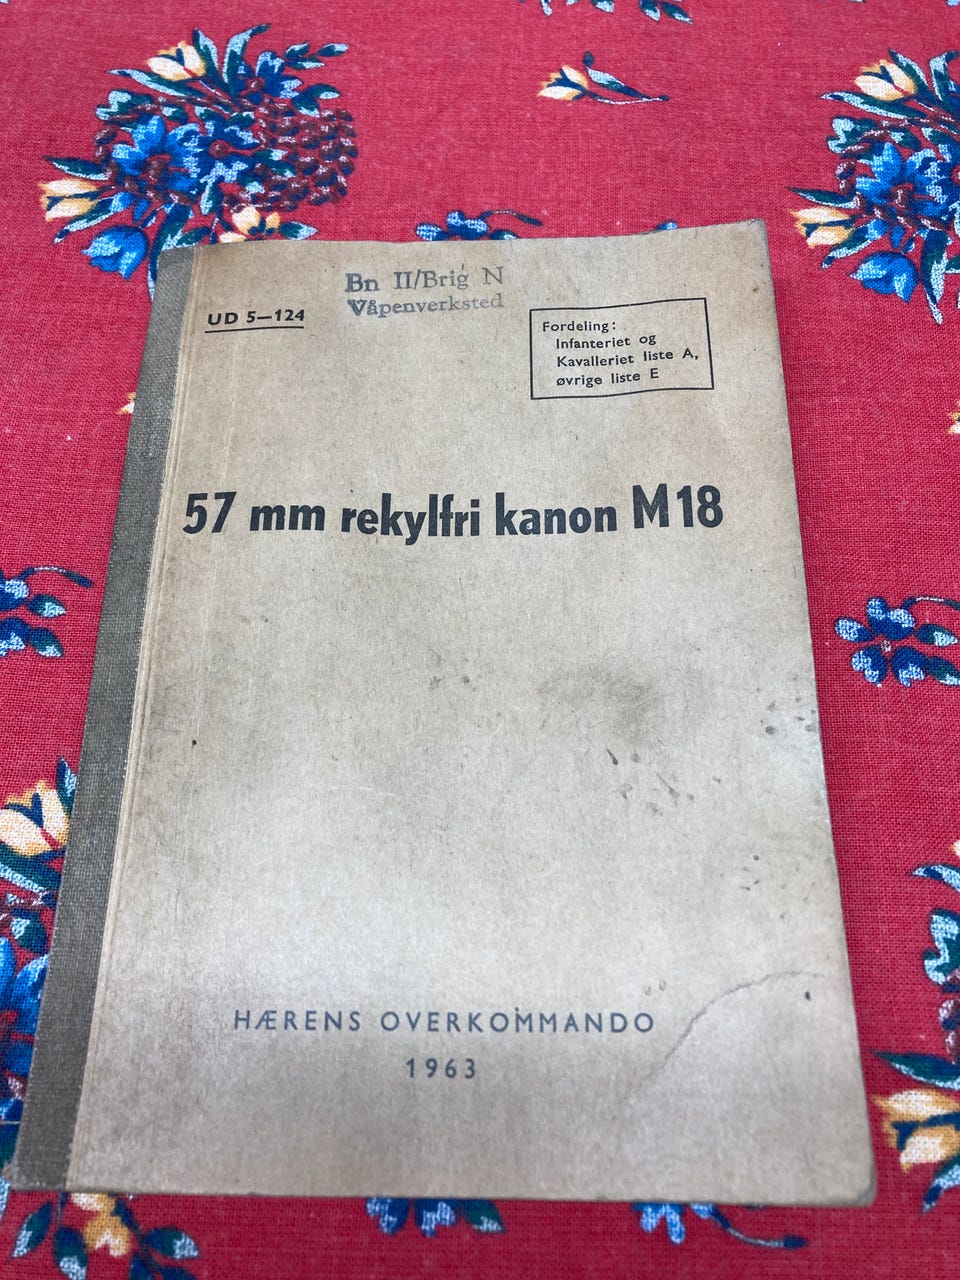 Bn II/Brig N
Våpenverksted
UD 5—124
Fordeling:
Infanteriet og
Kavalleriet liste A,
øvrige liste E
57 mm rekylfri kanon M18
HÆRENS OVERKOMMANDO
1963